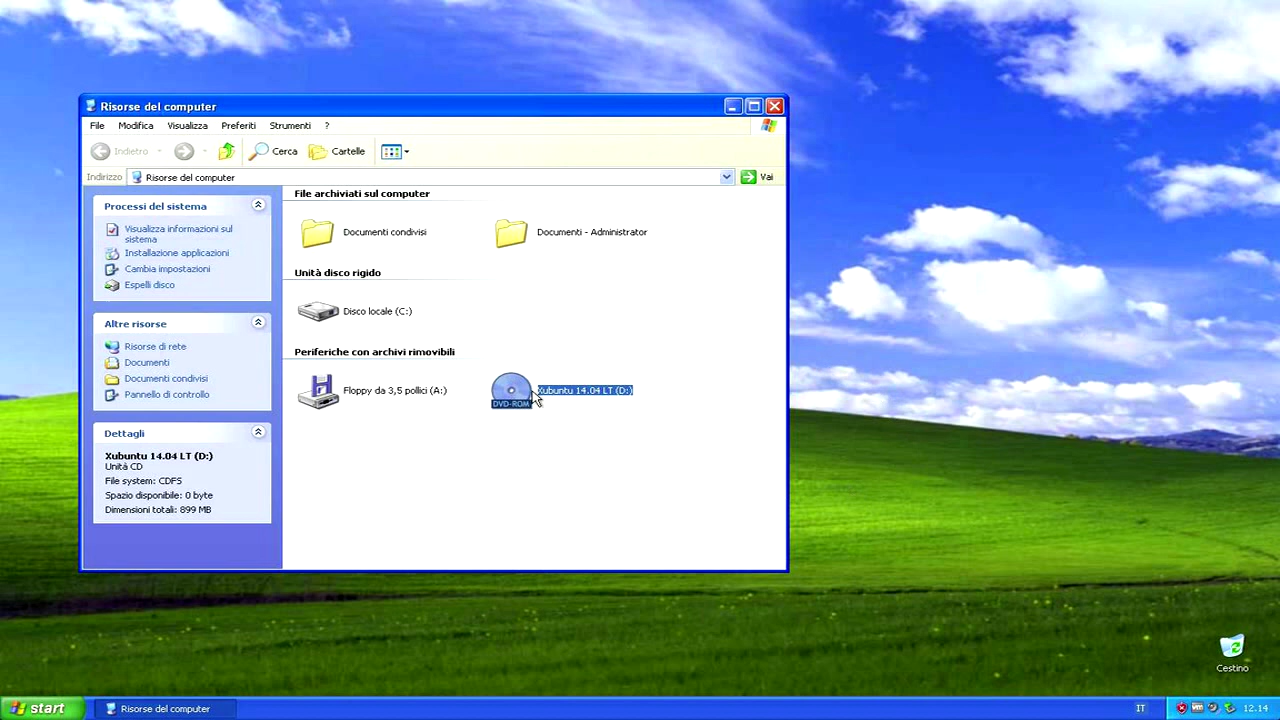 Risorse del computer
File Modifica Visualizza Preferiti Strumenti ?
Indietro Cerca Cartelle
Indirizzo Risorse del computer Vai
Processi del sistema
Visualizza informazioni sul
sistema
Installazione applicazioni
Cambia impostazioni
Espelli disco
Altre risorse
Risorse di rete
Documenti
Documenti condivisi
Pannello di controllo
Dettagli
Xubuntu 14.04 LT (D:)
Unità CD
File system: CDFS
Spazio disponibile: 0 byte
Dimensioni totali: 899 MB
File archiviati sul computer
Documenti condivisi
Documenti - Administrator
Unità disco rigido
Disco locale (C:)
Periferiche con archivi rimovibili
Floppy da 3,5 pollici (A:)
DVD-ROM
Xubuntu 14.04 LT (D:)
Cestino
start Risorse del computer IT 12.14